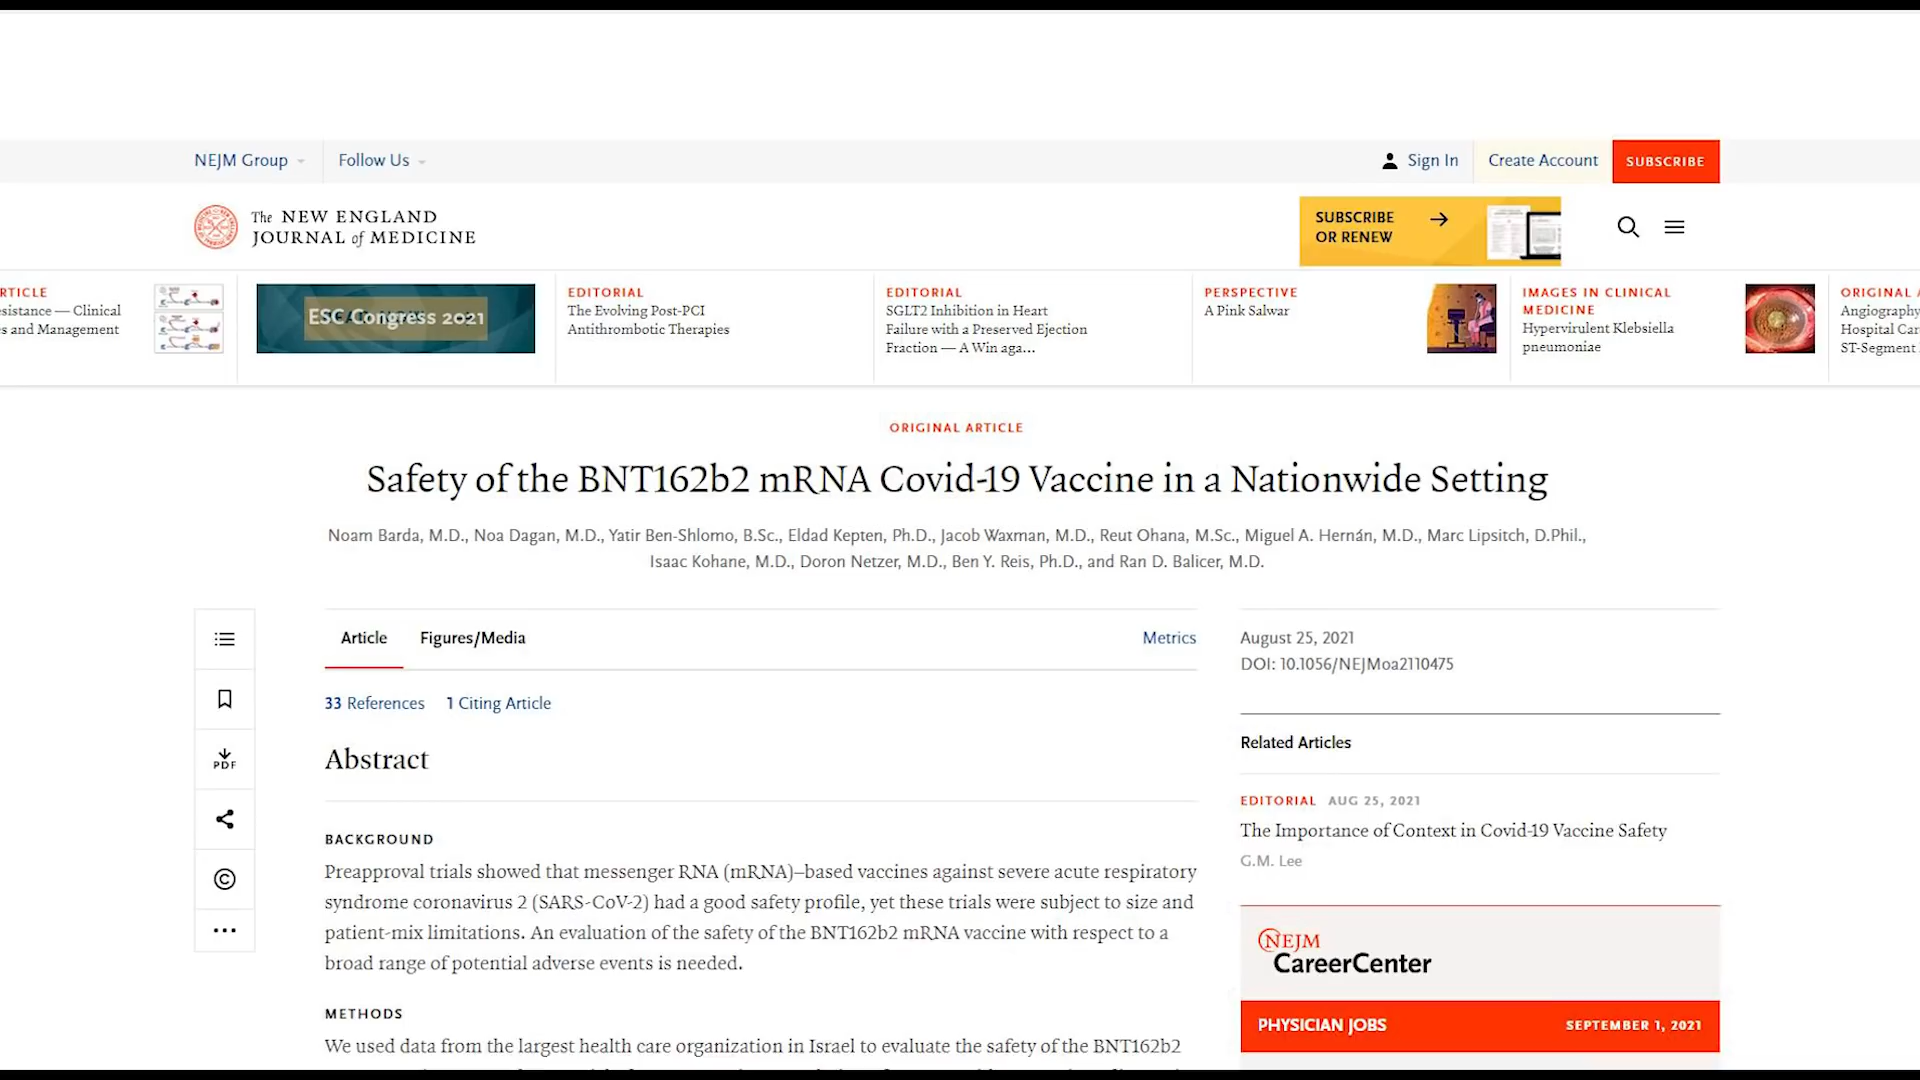 NEJM Group
Follow Us
Sign In
Create Account
SUBSCRIBE
The NEW ENGLAND
JOURNAL of MEDICINE
SUBSCRIBE
OR RENEW
RTICLE
esistance — Clinical
es and Management
ESC Congress 2021
EDITORIAL
The Evolving Post-PCI
Antithrombotic Therapies
EDITORIAL
SGLT2 Inhibition in Heart
Failure with a Preserved Ejection
Fraction — A Win aga...
PERSPECTIVE
A Pink Salwar
IMAGES IN CLINICAL
MEDICINE
Hypervirulent Klebsiella
pneumoniae
ORIGINAL A
Angiography
Hospital Car
ST-Segment
ORIGINAL ARTICLE
Safety of the BNT162b2 mRNA Covid-19 Vaccine in a Nationwide Setting
Noam Barda, M.D., Noa Dagan, M.D., Yatir Ben-Shlomo, B.Sc., Eldad Kepten, Ph.D., Jacob Waxman, M.D., Reut Ohana, M.Sc., Miguel A. Hernán, M.D., Marc Lipsitch, D.Phil.,
Isaac Kohane, M.D., Doron Netzer, M.D., Ben Y. Reis, Ph.D., and Ran D. Balicer, M.D.
Article
Figures/Media
Metrics
33 References
1 Citing Article
Abstract
BACKGROUND
Preapproval trials showed that messenger RNA (mRNA)–based vaccines against severe acute respiratory
syndrome coronavirus 2 (SARS-CoV-2) had a good safety profile, yet these trials were subject to size and
patient-mix limitations. An evaluation of the safety of the BNT162b2 mRNA vaccine with respect to a
broad range of potential adverse events is needed.
METHODS
We used data from the largest health care organization in Israel to evaluate the safety of the BNT162b2
PDF
August 25, 2021
DOI: 10.1056/NEJMoa2110475
Related Articles
EDITORIAL AUG 25, 2021
The Importance of Context in Covid-19 Vaccine Safety
G.M. Lee
NEJM
CareerCenter
PHYSICIAN JOBS
SEPTEMBER 1, 2021